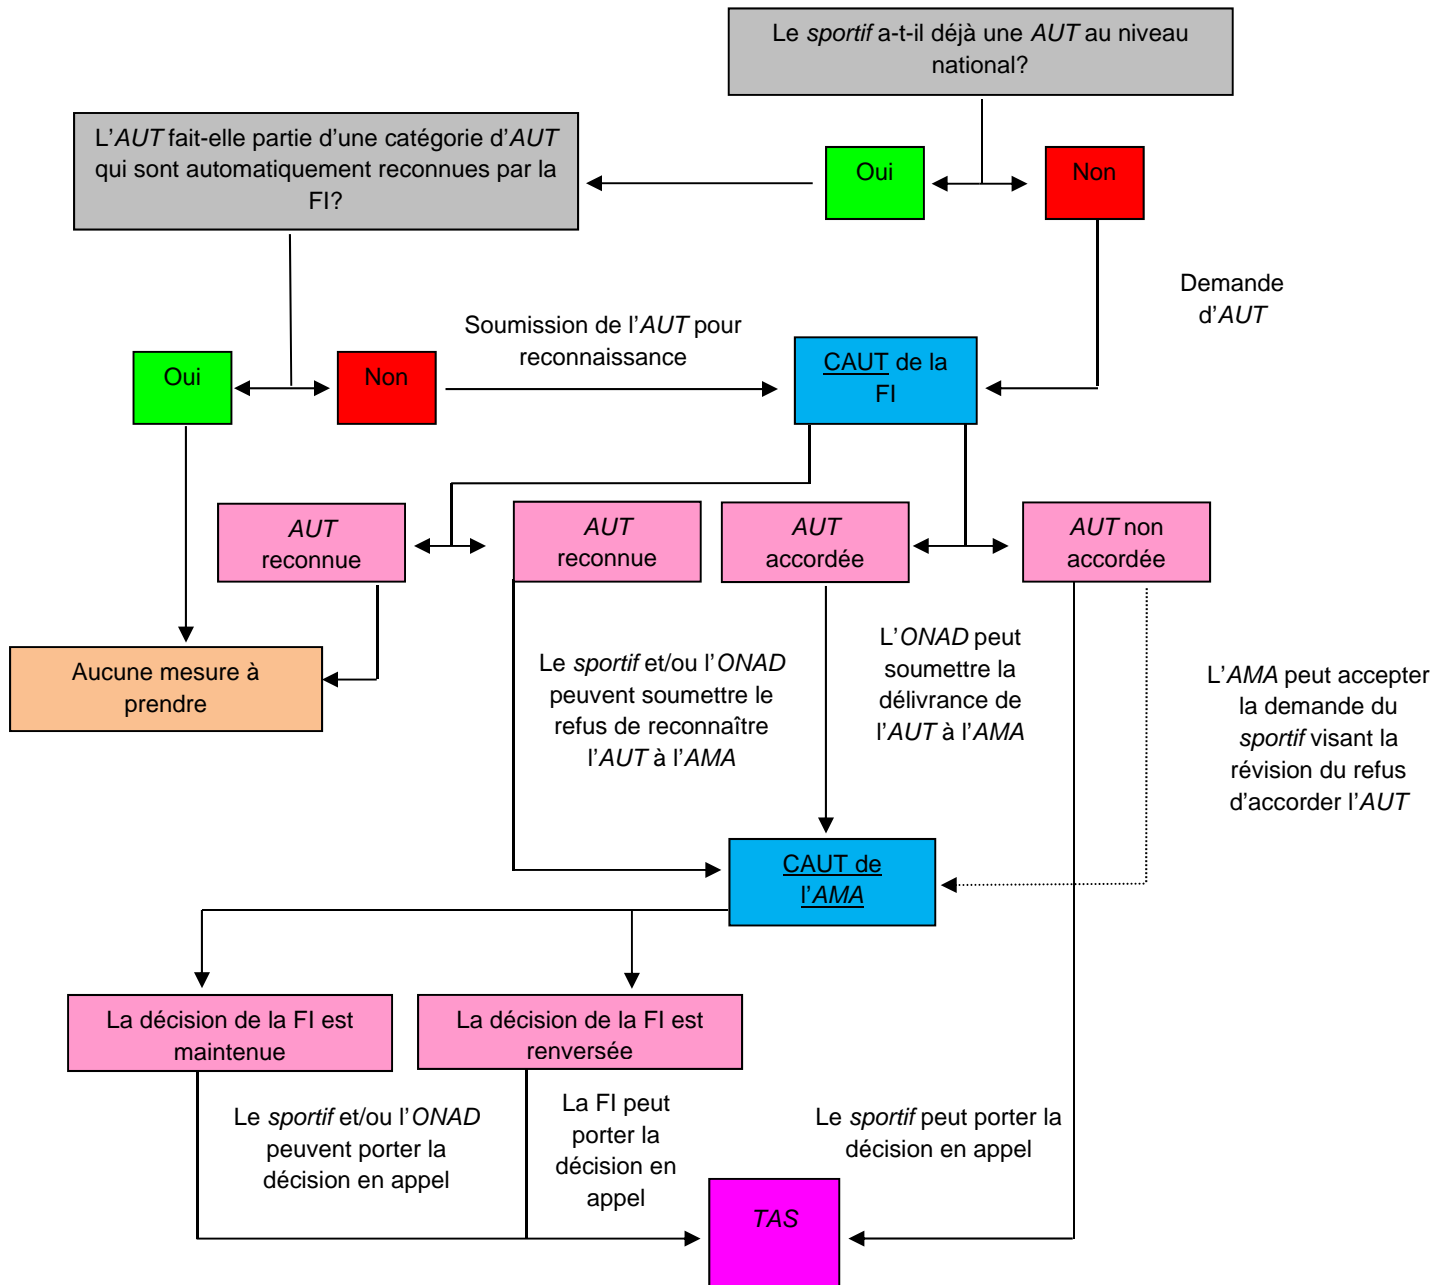 Le sportif a-t-il déjà une AUT au niveau
national?
L'AUT fait-elle partie d'une catégorie d'AUT
qui sont automatiquement reconnues par la
FI?
Oui
Non
Demande
d'AUT
Soumission de l'AUT pour
reconnaissance
Oui
Non
CAUT de la
FI
AUT
reconnue
AUT
reconnue
AUT
accordée
AUT non
accordée
Aucune mesure à
prendre
Le sportif et/ou l'ONAD
peuvent soumettre le
refus de reconnaître
l'AUT à l'AMA
L'ONAD peut
soumettre la
délivrance de
l'AUT à l'AMA
L'AMA peut accepter
la demande du
sportif visant la
révision du refus
d'accorder l'AUT
CAUT de
l'AMA
La décision de la FI est
maintenue
La décision de la FI est
renversée
Le sportif et/ou l'ONAD
peuvent porter la
décision en appel
La FI peut
porter la
décision en
appel
Le sportif peut porter la
décision en appel
TAS